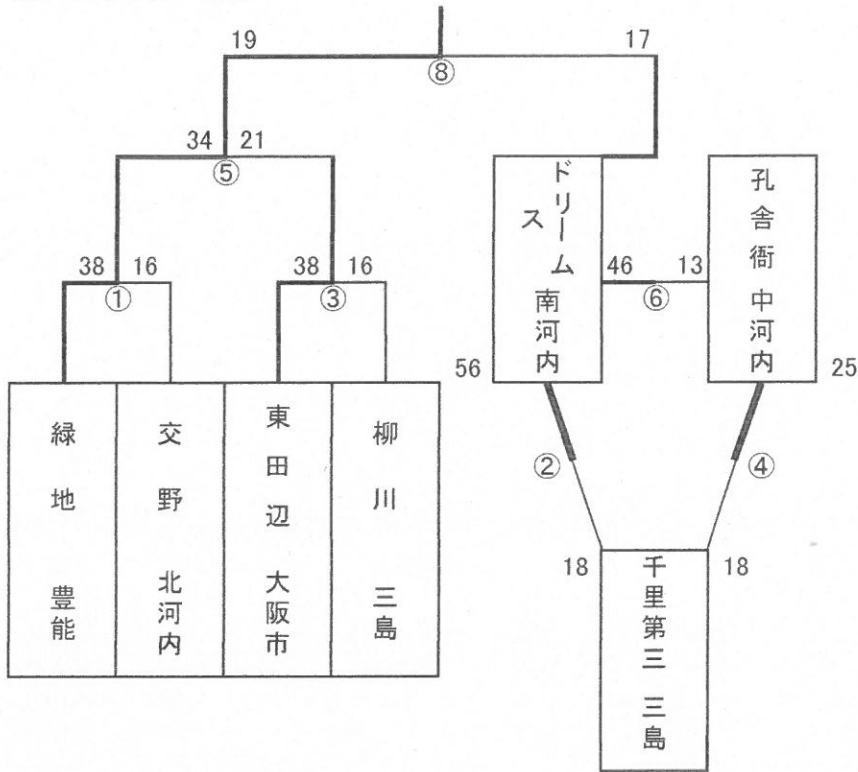 19
17
⑧
34
21
⑤
38
16
①
38
16
③
ドリームス
南河内
孔舎衙
中河内
46
13
⑥
56
25
②
④
緑地
豊能
交野
北河内
東田辺
大阪市
柳川
三島
18
18
千里第三
三島